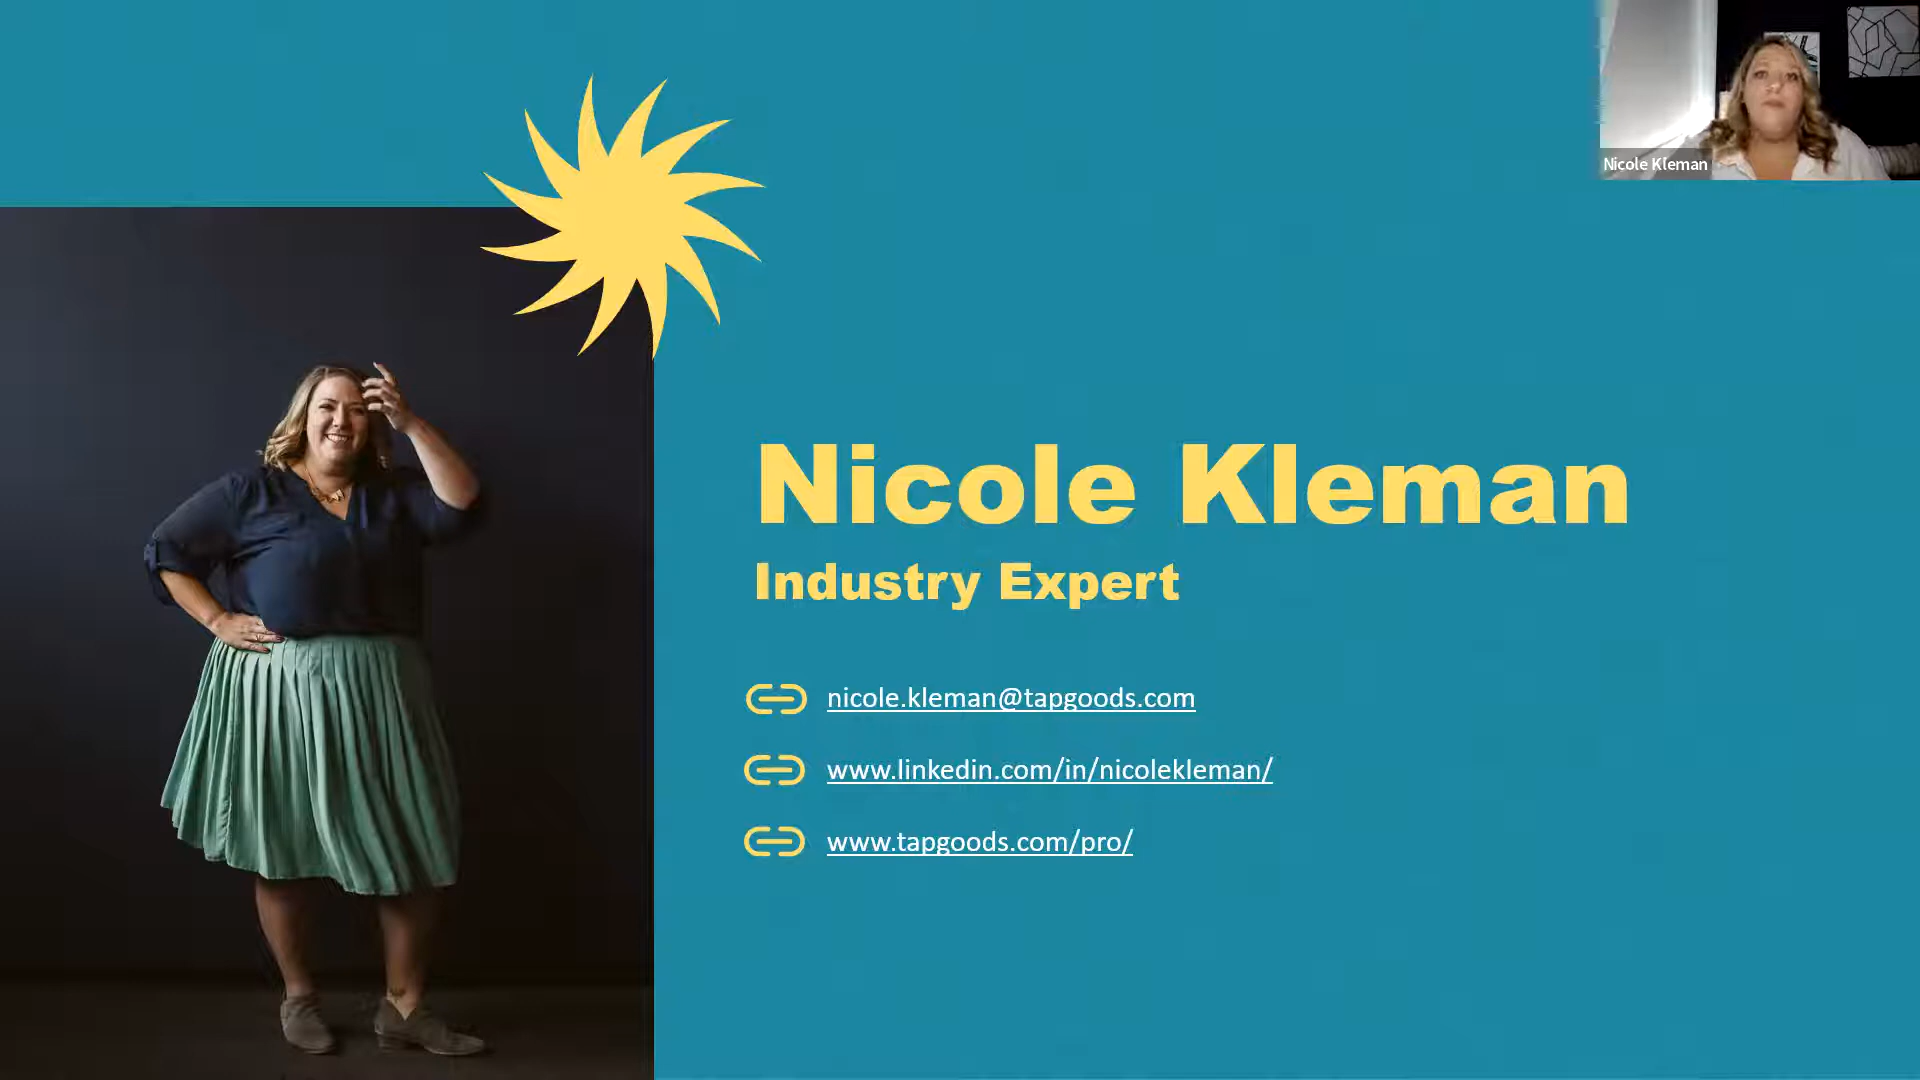 Nicole Kleman
Nicole Kleman
Industry Expert
nicole.kleman@tapgoods.com
www.linkedin.com/in/nicolekleman/
www.tapgoods.com/pro/